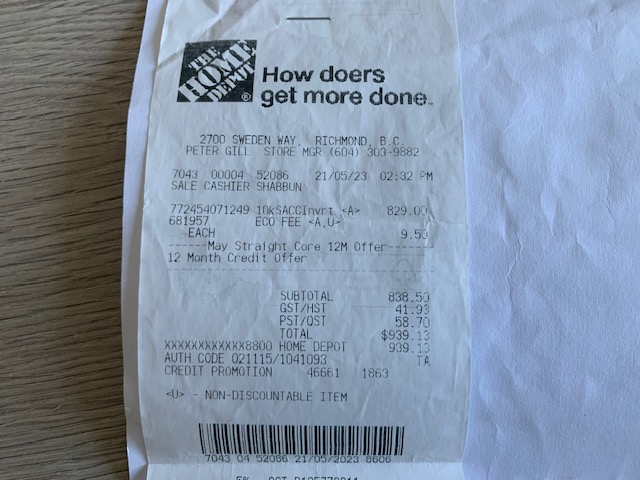 THE
HOME
DEPOT
®
How doers
get more done.
2700 SWEDEN WAY, RICHMOND, B.C.
PETER GILL STORE MGR (604) 303-9882
7043 00004 52086 21/05/23 02:32 PM
SALE CASHIER SHABBUN
772454071249 10kSACCInvrt <A> 829.00
681957 ECO FEE <A,U>
EACH 9.50
-------May Straight Core 12M Offer-------
12 Month Credit Offer
SUBTOTAL 838.50
GST/HST 41.93
PST/QST 58.70
TOTAL $939.13
XXXXXXXXXXXX8800 HOME DEPOT 939.13
AUTH CODE 021115/1041093 TA
CREDIT PROMOTION 46661 1863
<U> - NON-DISCOUNTABLE ITEM
7043 04 52086 21/05/2023 8606